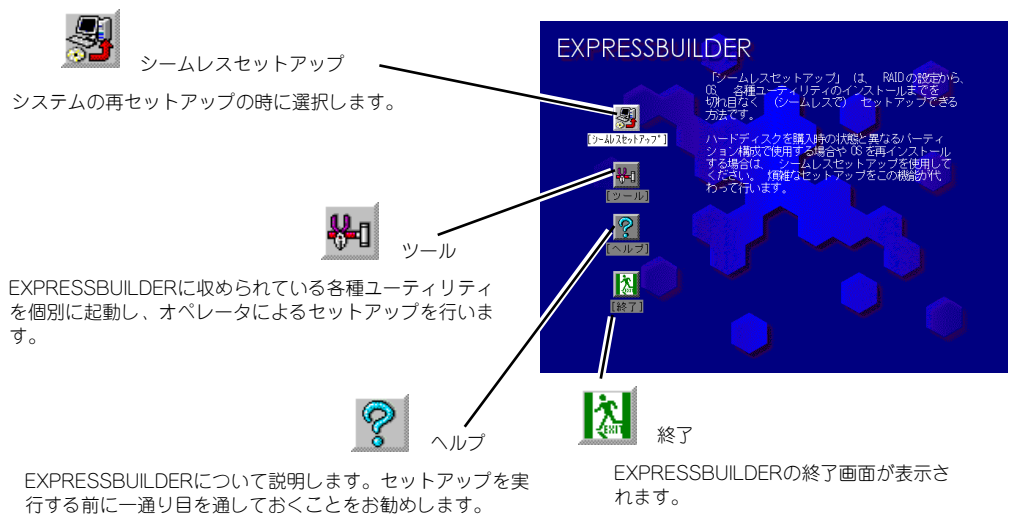 シームレスセットアップ
システムの再セットアップの時に選択します。
ツール
EXPRESSBUILDERに収められている各種ユーティリティ
を個別に起動し、オペレータによるセットアップを行いま
す。
ヘルプ
EXPRESSBUILDERについて説明します。セットアップを実
行する前に一通り目を通しておくことをお勧めします。
EXPRESSBUILDER
「シームレスセットアップ」 は、 RAIDの設定から、
OS、各種ユーティリティのインストールまでを
切れ目なく （シームレスで） セットアップできる
方法です。
ハードディスクを購入時の状態と異なるパーティ
ション構成で使用する場合や OS を再インストール
する場合は、 シームレスセットアップを使用して
ください。 煩雑なセットアップをこの機能が代
わって行います。
[シームレスセットアップ]
[ツール]
[ヘルプ]
[終了]
EXIT
終了
EXPRESSBUILDERの終了画面が表示さ
れます。